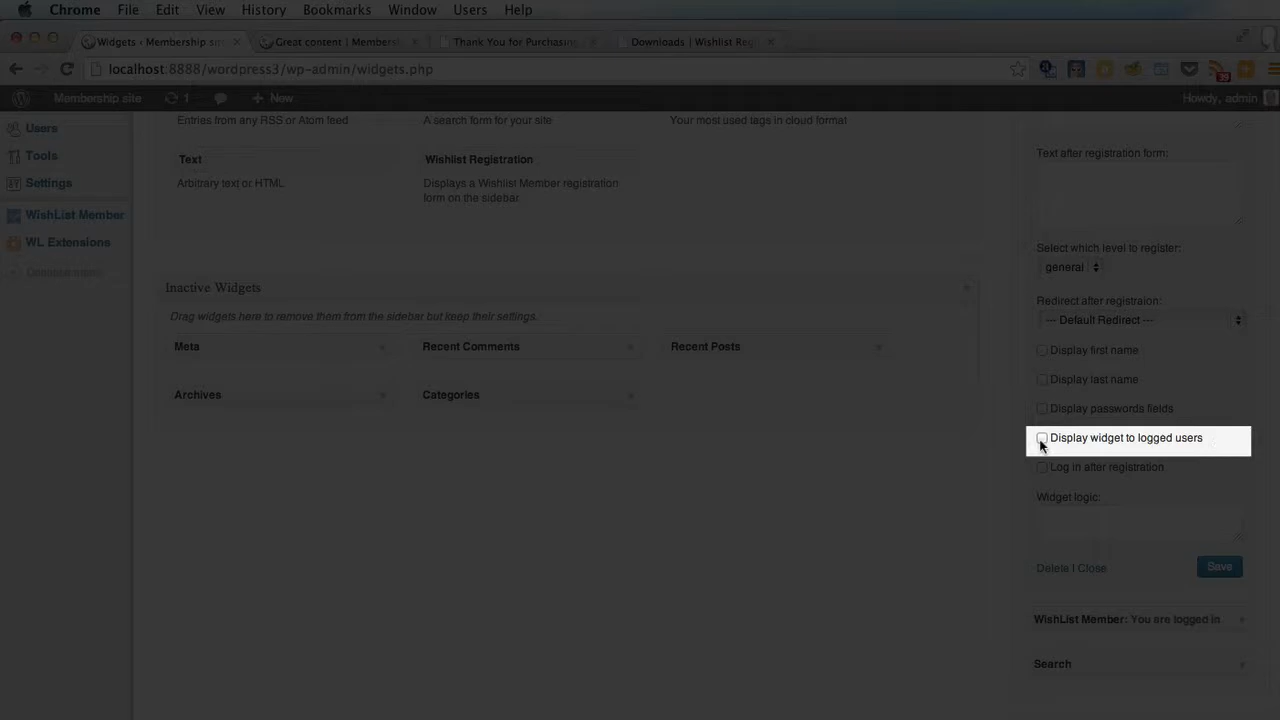 Chrome File Edit View History Bookmarks Window Users Help
Widgets ‹ Membership sit
Great content | Members
Thank You for Purchasing
Downloads | Wishlist Reg
localhost:8888/wordpress3/wp-admin/widgets.php
39
Membership site 1 + New Howdy, admin
Users
Tools
Settings
WishList Member
WL Extensions
Entries from any RSS or Atom feed
A search form for your site
Your most used tags in cloud format
Text
Arbitrary text or HTML
Wishlist Registration
Displays a Wishlist Member registration
form on the sidebar
Inactive Widgets
Drag widgets here to remove them from the sidebar but keep their settings.
Meta
Recent Comments
Recent Posts
Archives
Categories
Text after registration form:
Select which level to register:
general
Redirect after registraion:
--- Default Redirect ---
Display first name
Display last name
Display passwords fields
Display widget to logged users
Log in after registration
Widget logic:
Delete | Close
Save
WishList Member: You are logged in
Search